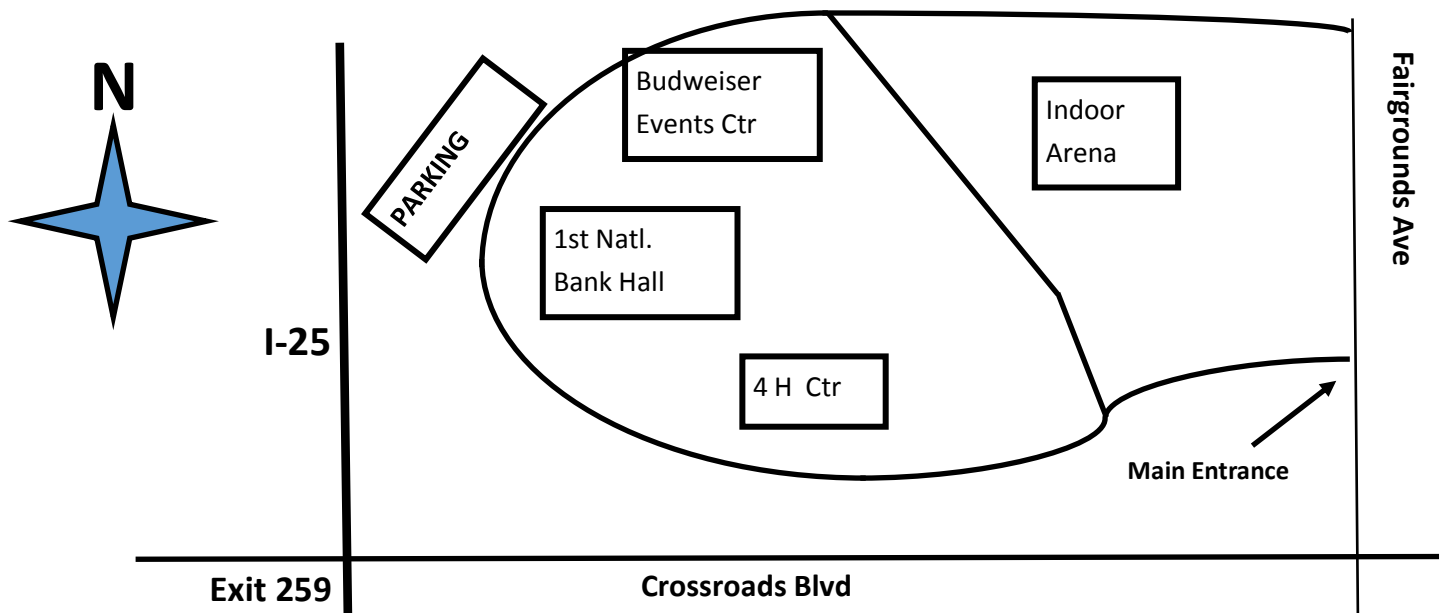 N
Budweiser
Events Ctr
Indoor
Arena
Fairgrounds Ave
PARKING
1st Natl.
Bank Hall
I-25
4 H  Ctr
Main Entrance
Exit 259
Crossroads Blvd